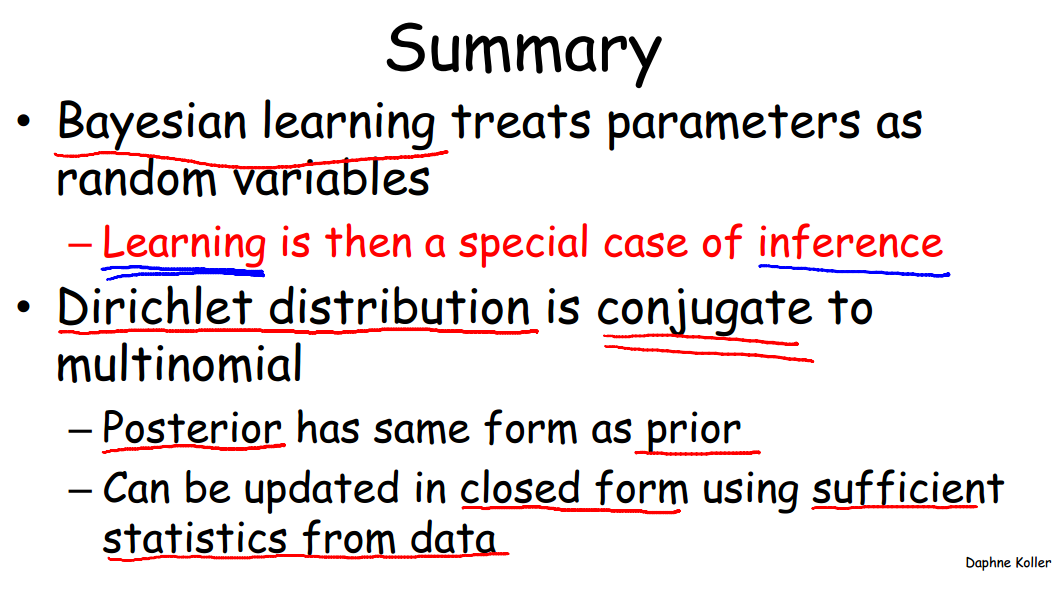 Summary
• Bayesian learning treats parameters as
random variables
– Learning is then a special case of inference
• Dirichlet distribution is conjugate to
multinomial
– Posterior has same form as prior
– Can be updated in closed form using sufficient
statistics from data
Daphne Koller